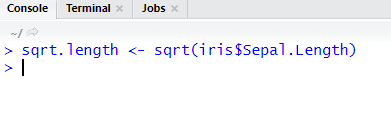 Console Terminal × Jobs ×
~/
> sqrt.length <- sqrt(iris$Sepal.Length)
>